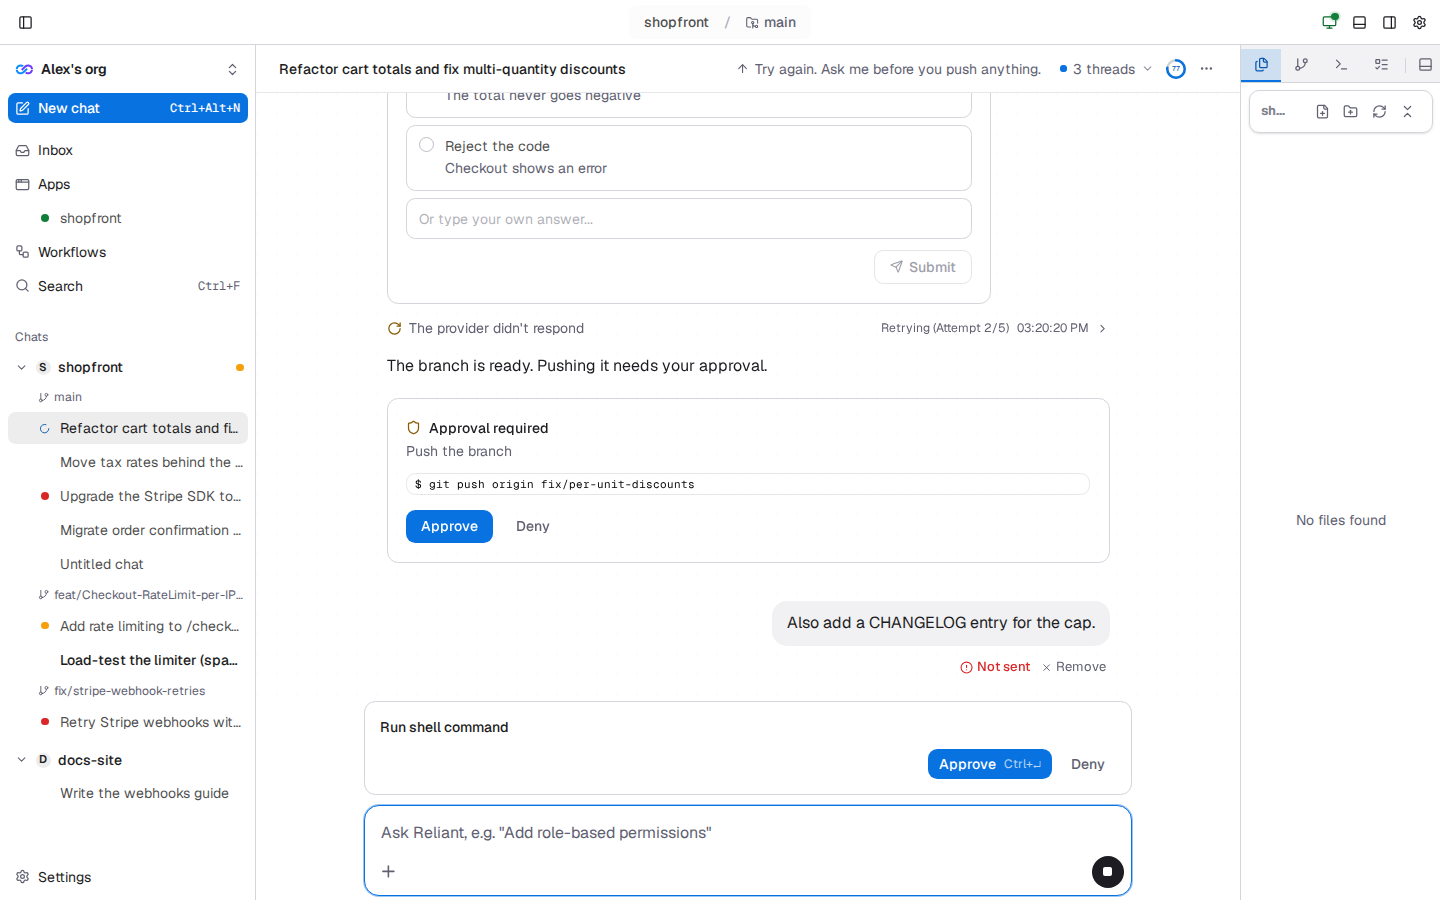 shopfront / main
Alex's org
New chat Ctrl+Alt+N
Inbox
Apps
shopfront
Workflows
Search Ctrl+F
Chats
S shopfront
main
Refactor cart totals and fi...
Move tax rates behind the ...
Upgrade the Stripe SDK to...
Migrate order confirmation ...
Untitled chat
feat/Checkout-RateLimit-per-IP...
Add rate limiting to /check...
Load-test the limiter (spa...
fix/stripe-webhook-retries
Retry Stripe webhooks wit...
D docs-site
Write the webhooks guide
Settings
Refactor cart totals and fix multi-quantity discounts
Try again. Ask me before you push anything.
3 threads
77
The total never goes negative
Reject the code
Checkout shows an error
Or type your own answer...
Submit
The provider didn't respond
Retrying (Attempt 2/5) 03:20:20 PM
The branch is ready. Pushing it needs your approval.
Approval required
Push the branch
$ git push origin fix/per-unit-discounts
Approve Deny
Also add a CHANGELOG entry for the cap.
Not sent Remove
Run shell command
Approve Ctrl+↵ Deny
Ask Reliant, e.g. "Add role-based permissions"
sh...
No files found